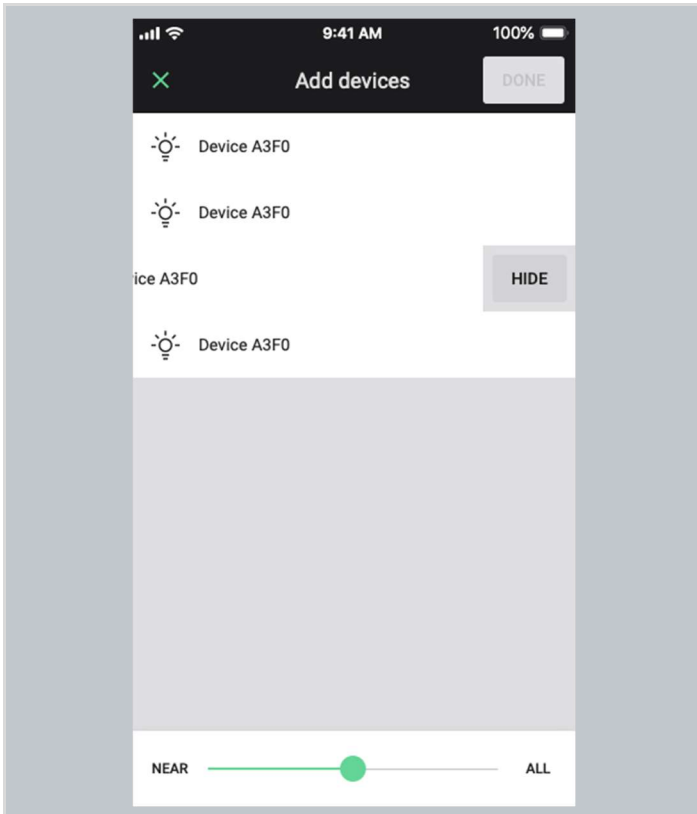 9:41 AM 100%
Add devices DONE
Device A3F0
Device A3F0
ice A3F0 HIDE
Device A3F0
NEAR ALL